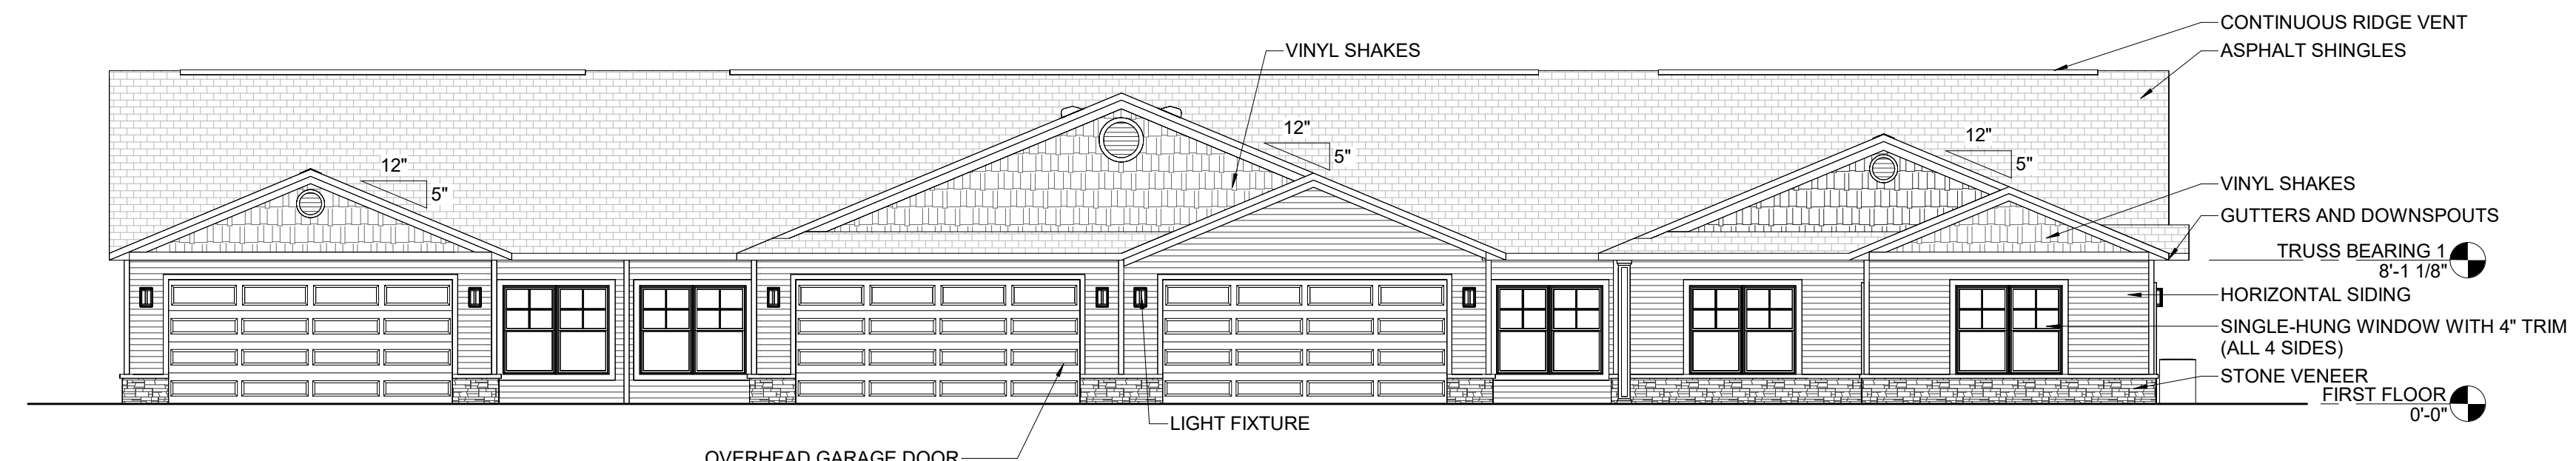 CONTINUOUS RIDGE VENT
ASPHALT SHINGLES
VINYL SHAKES
12"
5"
12"
5"
12"
5"
VINYL SHAKES
GUTTERS AND DOWNSPOUTS
TRUSS BEARING 1
8'-1 1/8"
HORIZONTAL SIDING
SINGLE-HUNG WINDOW WITH 4" TRIM
(ALL 4 SIDES)
STONE VENEER
FIRST FLOOR
0'-0"
LIGHT FIXTURE
OVERHEAD GARAGE DOOR